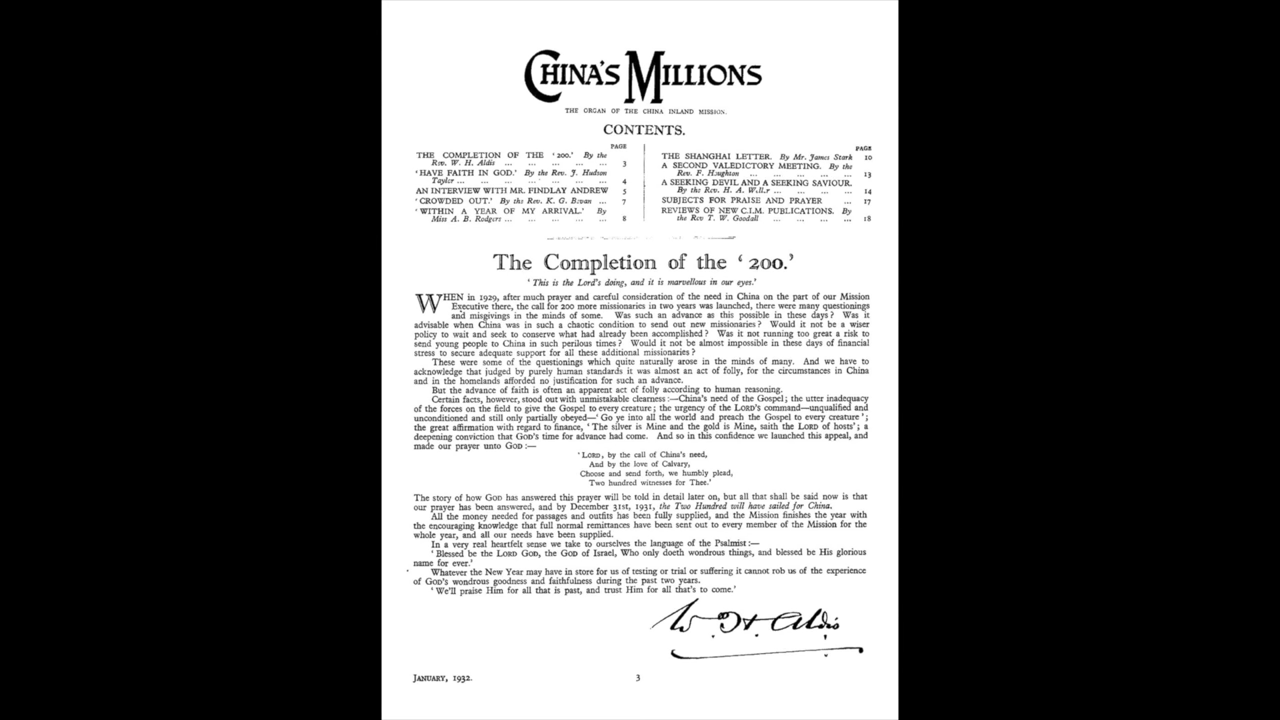 CHINA'S MILLIONS
THE ORGAN OF THE CHINA INLAND MISSION.
CONTENTS.
PAGE
THE COMPLETION OF THE '200.' By the
Rev. W. H. Aldis ... ... ... ... 3
'HAVE FAITH IN GOD.' By the Rev. J. Hudson
Taylor ... ... ... ... ... ... 4
AN INTERVIEW WITH MR. FINDLAY ANDREW 5
'CROWDED OUT.' By the Rev. K. G. Bevan ... 7
'WITHIN A YEAR OF MY ARRIVAL.' By
Miss A. B. Rodgers ... ... ... ... 8
PAGE
THE SHANGHAI LETTER. By Mr. James Stark 10
A SECOND VALEDICTORY MEETING. By the
Rev. F. Houghton ... ... ... ... 13
A SEEKING DEVIL AND A SEEKING SAVIOUR.
By the Rev. H. A. Weller ... ... ... ... 14
SUBJECTS FOR PRAISE AND PRAYER ... 17
REVIEWS OF NEW C.I.M. PUBLICATIONS. By
the Rev T. W. Goodall ... ... ... ... 18
The Completion of the '200.'
'This is the Lord's doing, and it is marvellous in our eyes.'
WHEN in 1929, after much prayer and careful consideration of the need in China on the part of our Mission
Executive there, the call for 200 more missionaries in two years was launched, there were many questionings
and misgivings in the minds of some. Was such an advance as this possible in these days? Was it
advisable when China was in such a chaotic condition to send out new missionaries? Would it not be a wiser
policy to wait and seek to conserve what had already been accomplished? Was it not running too great a risk to
send young people to China in such perilous times? Would it not be almost impossible in these days of financial
stress to secure adequate support for all these additional missionaries?
These were some of the questionings which quite naturally arose in the minds of many. And we have to
acknowledge that judged by purely human standards it was almost an act of folly, for the circumstances in China
and in the homelands afforded no justification for such an advance.
But the advance of faith is often an apparent act of folly according to human reasoning.
Certain facts, however, stood out with unmistakable clearness:—China's need of the Gospel; the utter inadequacy
of the forces on the field to give the Gospel to every creature; the urgency of the LORD'S command—unqualified and
unconditioned and still only partially obeyed—'Go ye into all the world and preach the Gospel to every creature';
the great affirmation with regard to finance, 'The silver is Mine and the gold is Mine, saith the LORD of hosts'; a
deepening conviction that GOD'S time for advance had come. And so in this confidence we launched this appeal, and
made our prayer unto GOD:—
'LORD, by the call of China's need,
And by the love of Calvary,
Choose and send forth, we humbly plead,
Two hundred witnesses for Thee.'
The story of how GOD has answered this prayer will be told in detail later on, but all that shall be said now is that
our prayer has been answered, and by December 31st, 1931, the Two Hundred will have sailed for China.
All the money needed for passages and outfits has been fully supplied, and the Mission finishes the year with
the encouraging knowledge that full normal remittances have been sent out to every member of the Mission for the
whole year, and all our needs have been supplied.
In a very real heartfelt sense we take to ourselves the language of the Psalmist:—
'Blessed be the LORD GOD, the GOD of Israel, Who only doeth wondrous things, and blessed be His glorious
name for ever.'
Whatever the New Year may have in store for us of testing or trial or suffering it cannot rob us of the experience
of GOD'S wondrous goodness and faithfulness during the past two years.
'We'll praise Him for all that is past, and trust Him for all that's to come.'
W. H. Aldis
JANUARY, 1932.
3